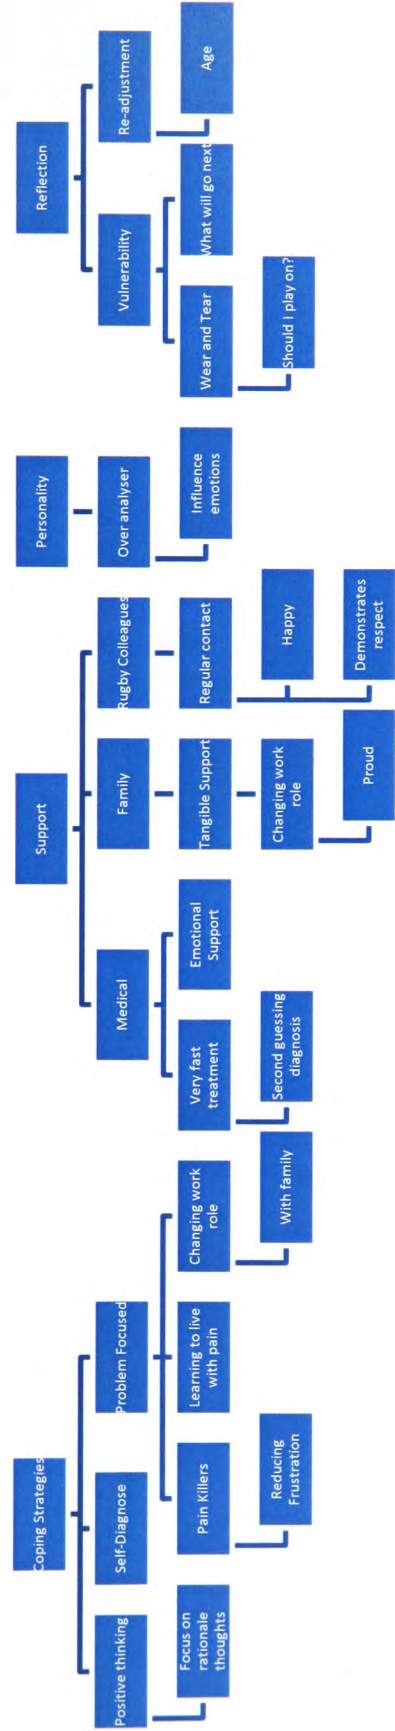 Coping Strategies
Positive thinking
Focus on
rationale
thoughts
Self-Diagnose
Problem Focused
Pain Killers
Reducing
Frustration
Learning to live
with pain
Changing work
role
With family
Support
Medical
Very fast
treatment
Second guessing
diagnosis
Emotional
Support
Family
Tangible Support
Changing work
role
Proud
Rugby Colleagues
Regular contact
Happy
Demonstrates
respect
Personality
Over analyser
Influence
emotions
Reflection
Vulnerability
Wear and Tear
Should I play on?
What will go next
Re-adjustment
Age